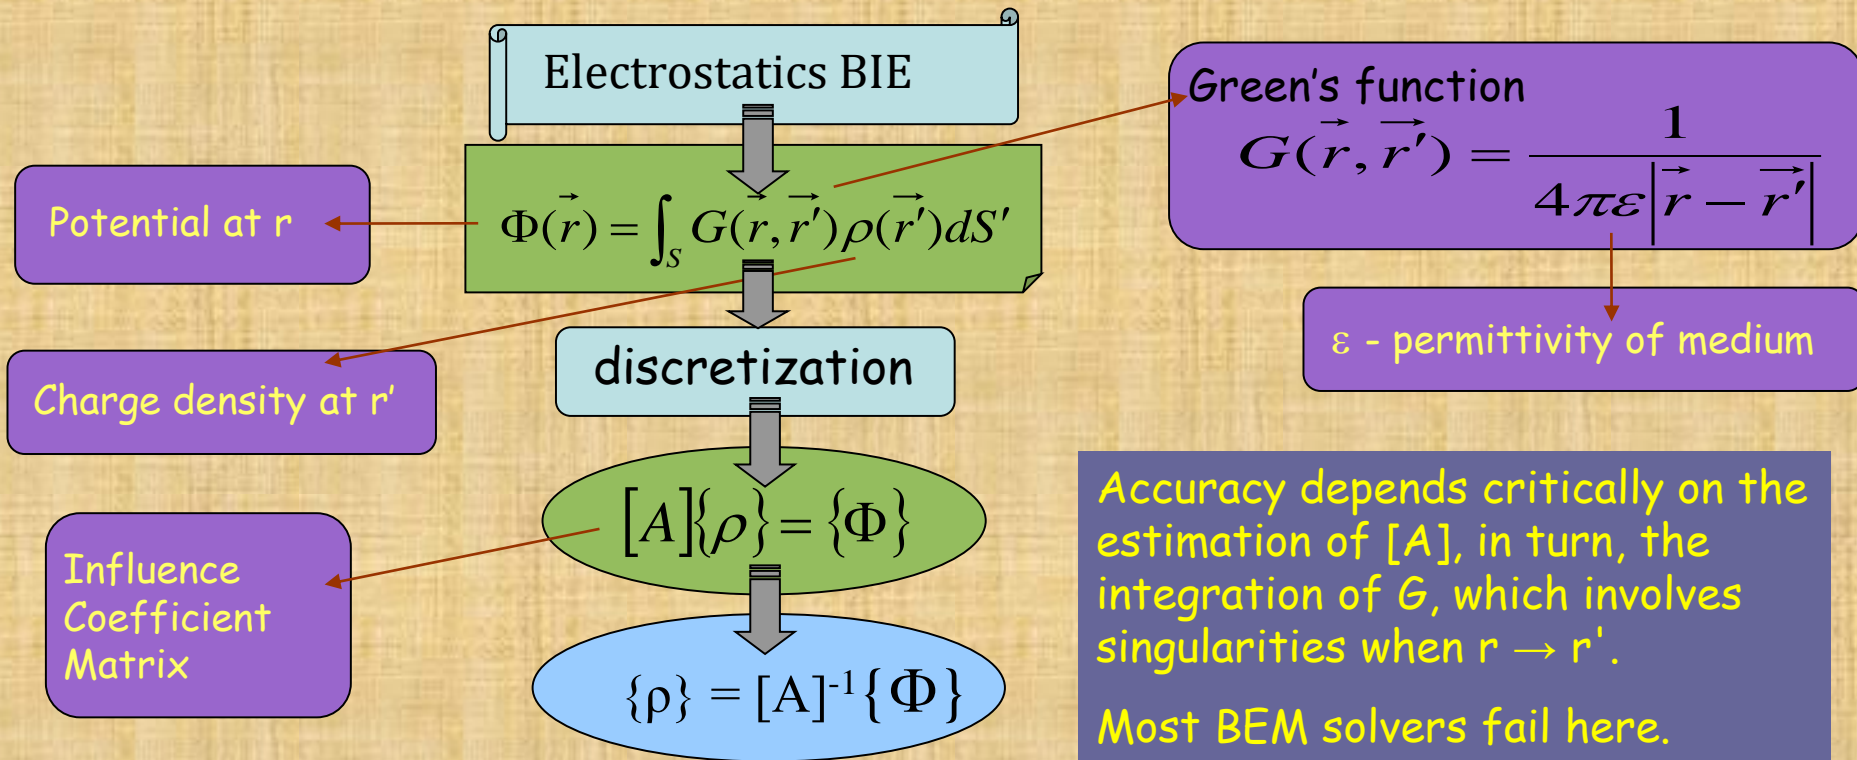 Electrostatics BIE
Green's function
G(r⃗, r⃗′) = 1 / 4πε|r⃗ − r⃗′|
Potential at r
Φ(r⃗) = ∫_S G(r⃗, r⃗′)ρ(r⃗′)dS′
ε - permittivity of medium
discretization
Charge density at r'
[A]{ρ} = {Φ}
Influence
Coefficient
Matrix
{ρ} = [A]⁻¹{Φ}
Accuracy depends critically on the
estimation of [A], in turn, the
integration of G, which involves
singularities when r → r'.
Most BEM solvers fail here.